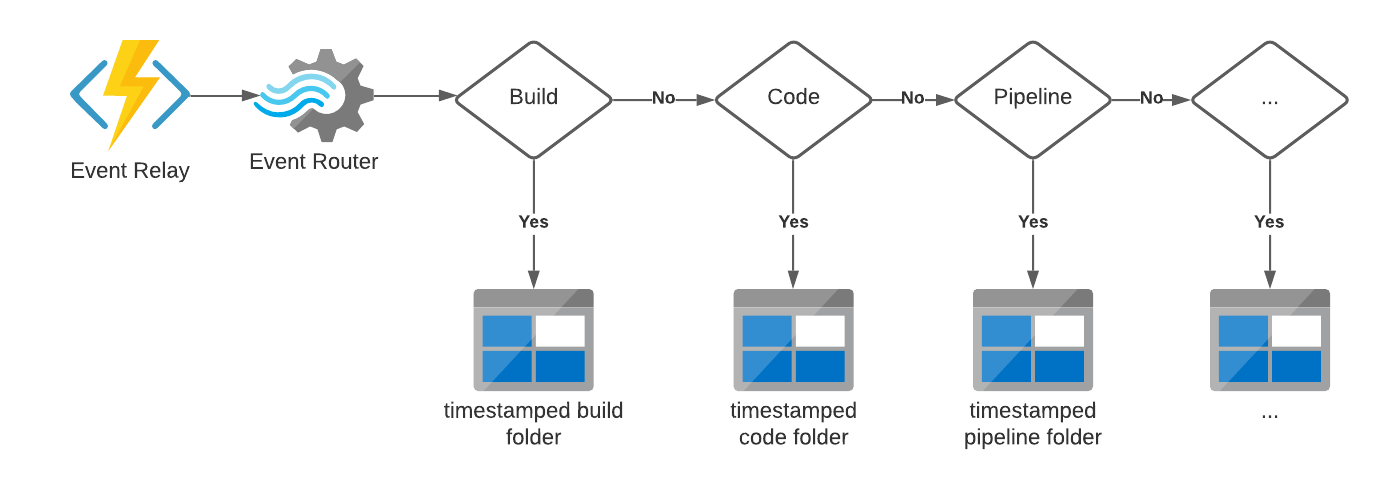 Event Relay
Event Router
Build
No
Code
No
Pipeline
No
...
Yes
Yes
Yes
Yes
timestamped build
folder
timestamped
code folder
timestamped
pipeline folder
...